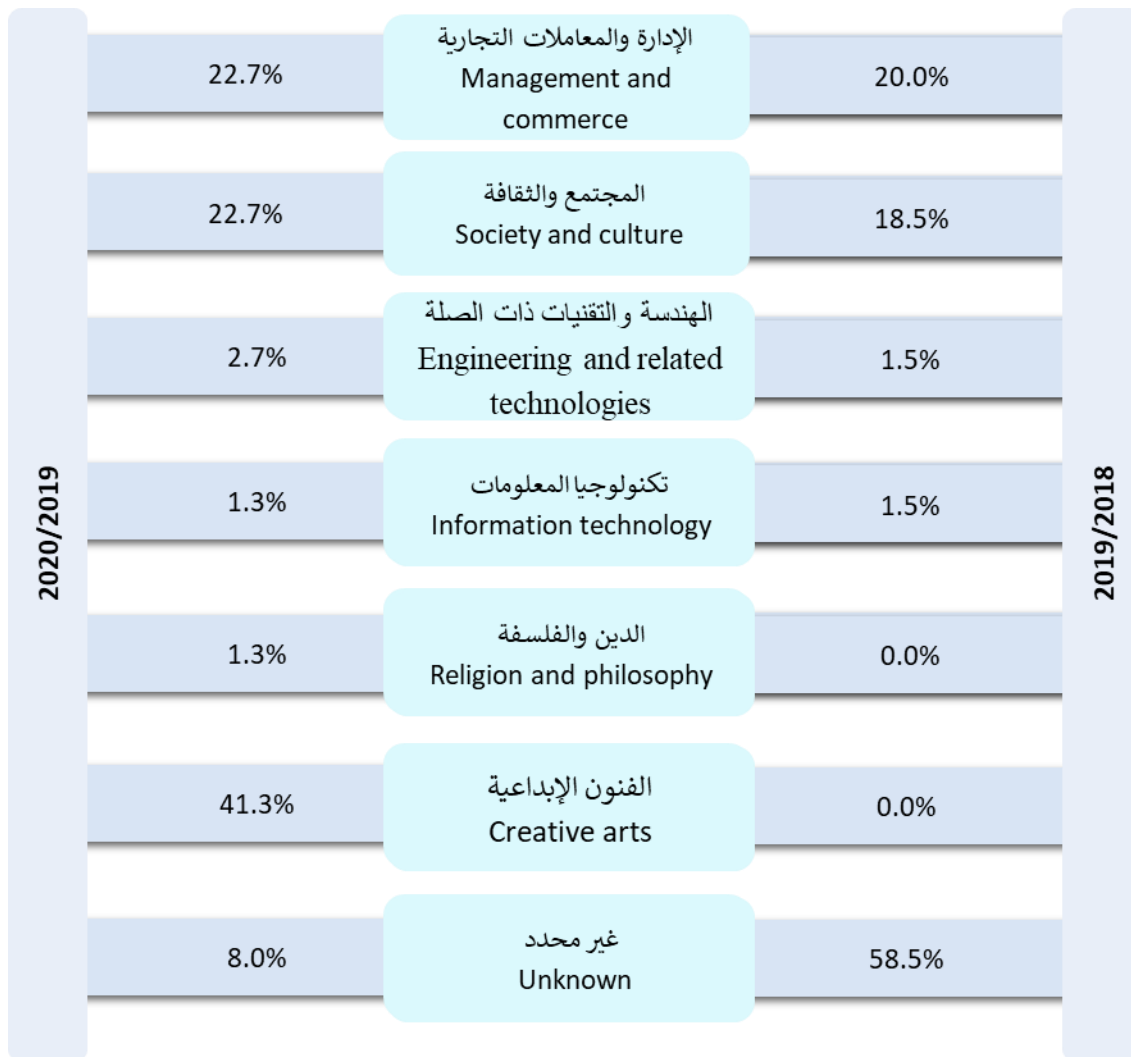 الإدارة والمعاملات التجارية
22.7%
Management and
commerce
20.0%
المجتمع والثقافة
22.7%
Society and culture
18.5%
الهندسة والتقنيات ذات الصلة
2.7%
Engineering and related
technologies
1.5%
تكنولوجيا المعلومات
1.3%
Information technology
1.5%
2020/2019
2019/2018
الدين والفلسفة
1.3%
Religion and philosophy
0.0%
الفنون الإبداعية
41.3%
Creative arts
0.0%
غير محدد
8.0%
Unknown
58.5%